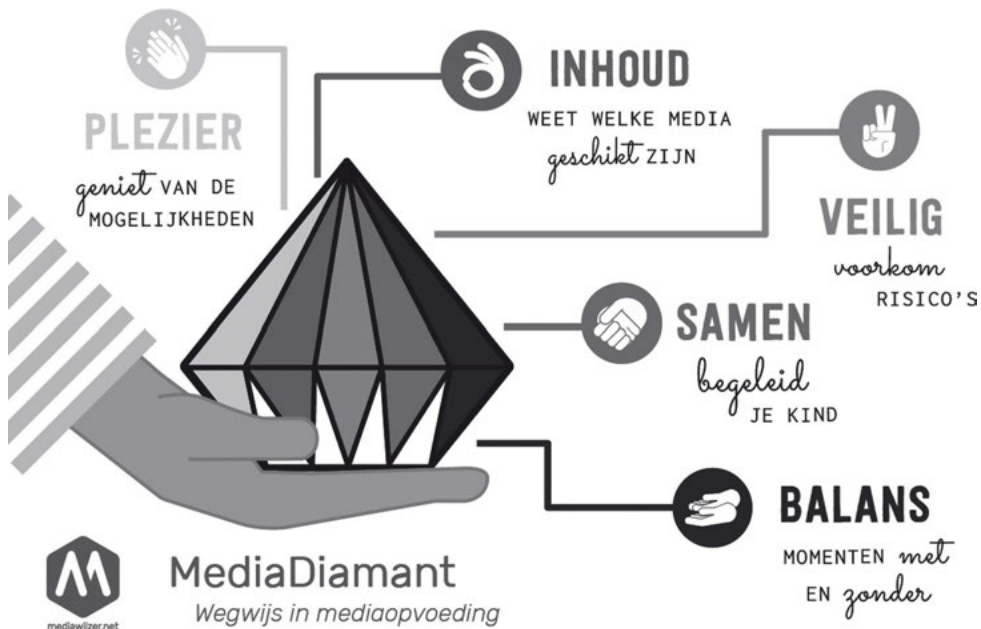 PLEZIER
geniet VAN DE
MOGELIJKHEDEN
INHOUD
WEET WELKE MEDIA
geschikt ZIJN
VEILIG
voorkom
RISICO'S
SAMEN
begeleid
JE KIND
BALANS
MOMENTEN met
EN zonder
MediaDiamant
Wegwijs in mediaopvoeding
mediawijzer.net